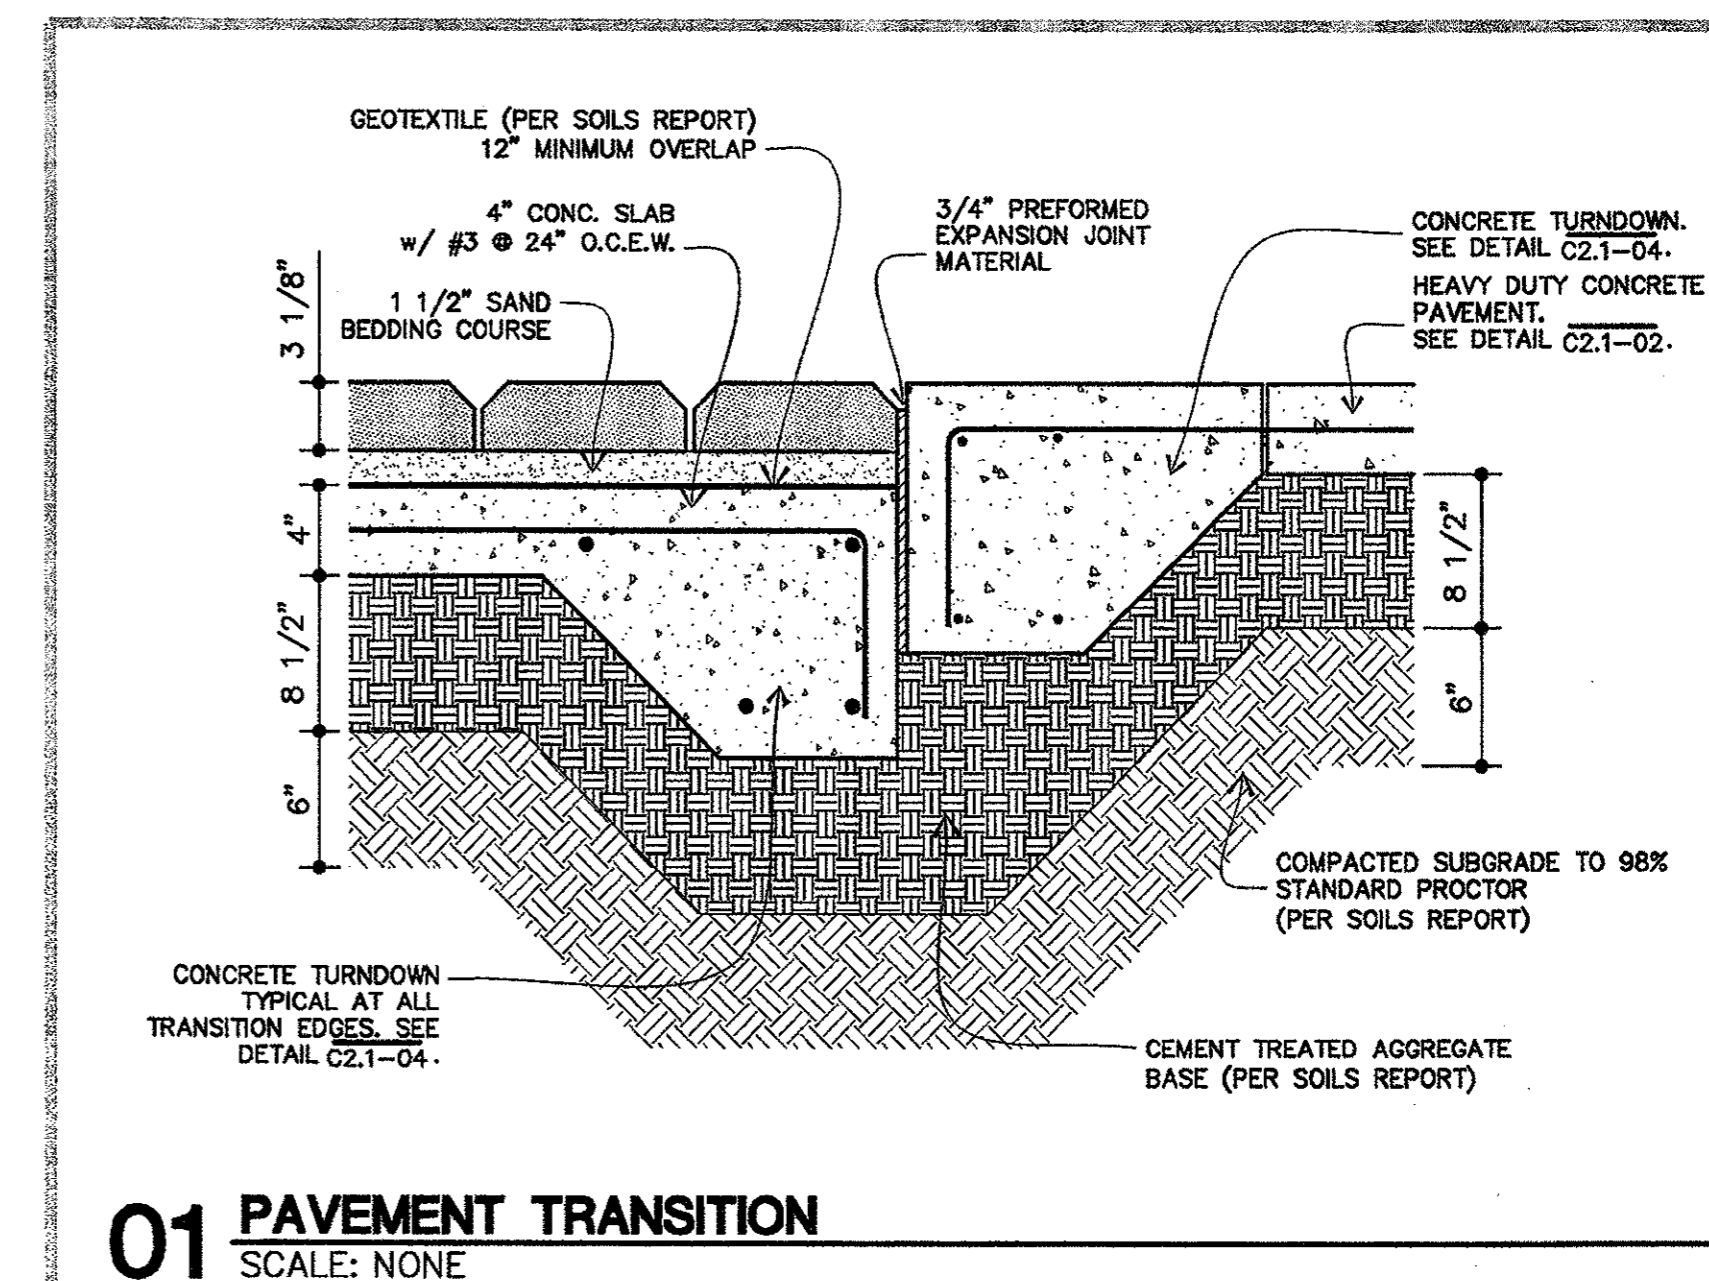 GEOTEXTILE (PER SOILS REPORT)
12" MINIMUM OVERLAP
4" CONC. SLAB
w/ #3 @ 24" O.C.E.W.
1 1/2" SAND
BEDDING COURSE
3/4" PREFORMED
EXPANSION JOINT
MATERIAL
CONCRETE TURNDOWN.
SEE DETAIL C2.1-04.
HEAVY DUTY CONCRETE
PAVEMENT.
SEE DETAIL C2.1-02.
3 1/8"
4"
8 1/2"
6"
8 1/2"
6"
COMPACTED SUBGRADE TO 98%
STANDARD PROCTOR
(PER SOILS REPORT)
CONCRETE TURNDOWN
TYPICAL AT ALL
TRANSITION EDGES. SEE
DETAIL C2.1-04.
CEMENT TREATED AGGREGATE
BASE (PER SOILS REPORT)
01 PAVEMENT TRANSITION
SCALE: NONE